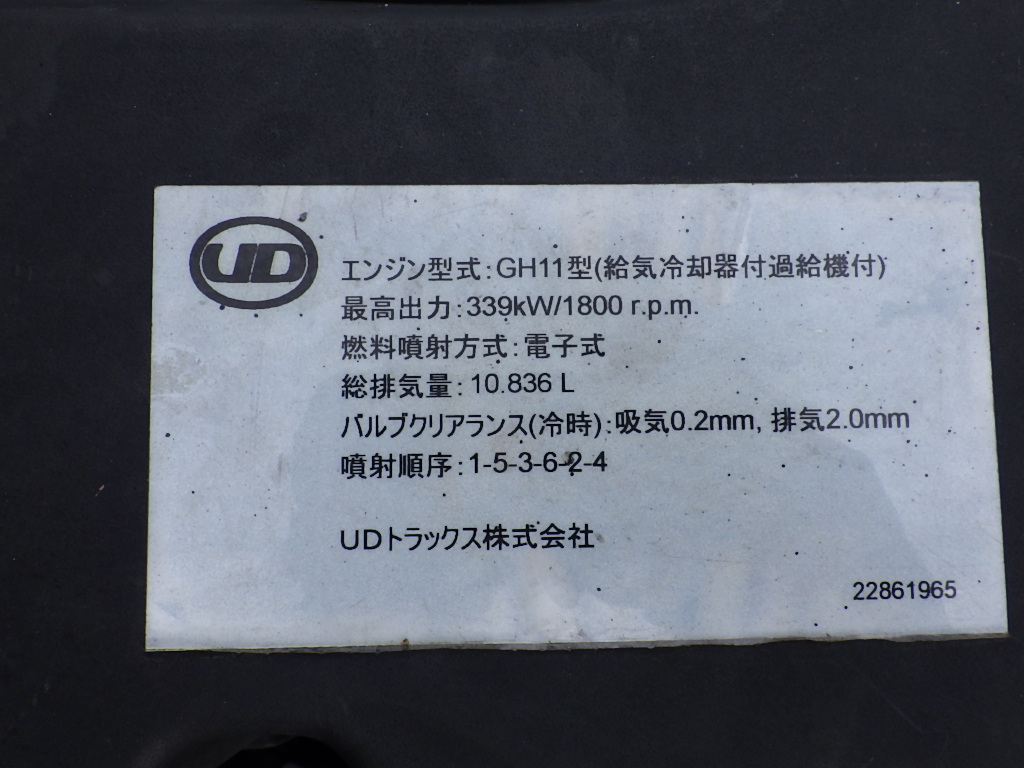 UD
エンジン型式:GH11型(給気冷却器付過給機付)
最高出力:339kW/1800 r.p.m.
燃料噴射方式:電子式
総排気量:10.836 L
バルブクリアランス(冷時):吸気0.2mm, 排気2.0mm
噴射順序:1-5-3-6-2-4
UDトラックス株式会社
22861965